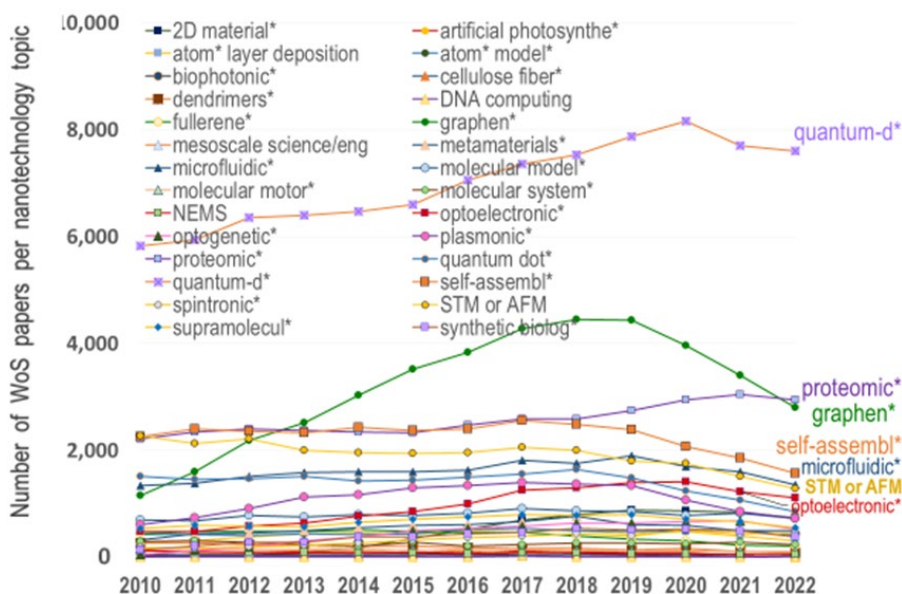 Number of WoS papers per nanotechnology topic
10,000
8,000
6,000
4,000
2,000
0
2D material* artificial photosynthe*
atom* layer deposition atom* model*
biophotonic* cellulose fiber*
dendrimers* DNA computing
fullerene* graphen*
mesoscale science/eng metamaterials*
microfluidic* molecular model*
molecular motor* molecular system*
NEMS optoelectronic*
optogenetic* plasmonic*
proteomic* quantum dot*
quantum-d* self-assembl*
spintronic* STM or AFM
supramolecul* synthetic biolog*
quantum-d*
proteomic*
graphen*
self-assembl*
microfluidic*
STM or AFM
optoelectronic*
2010 2011 2012 2013 2014 2015 2016 2017 2018 2019 2020 2021 2022